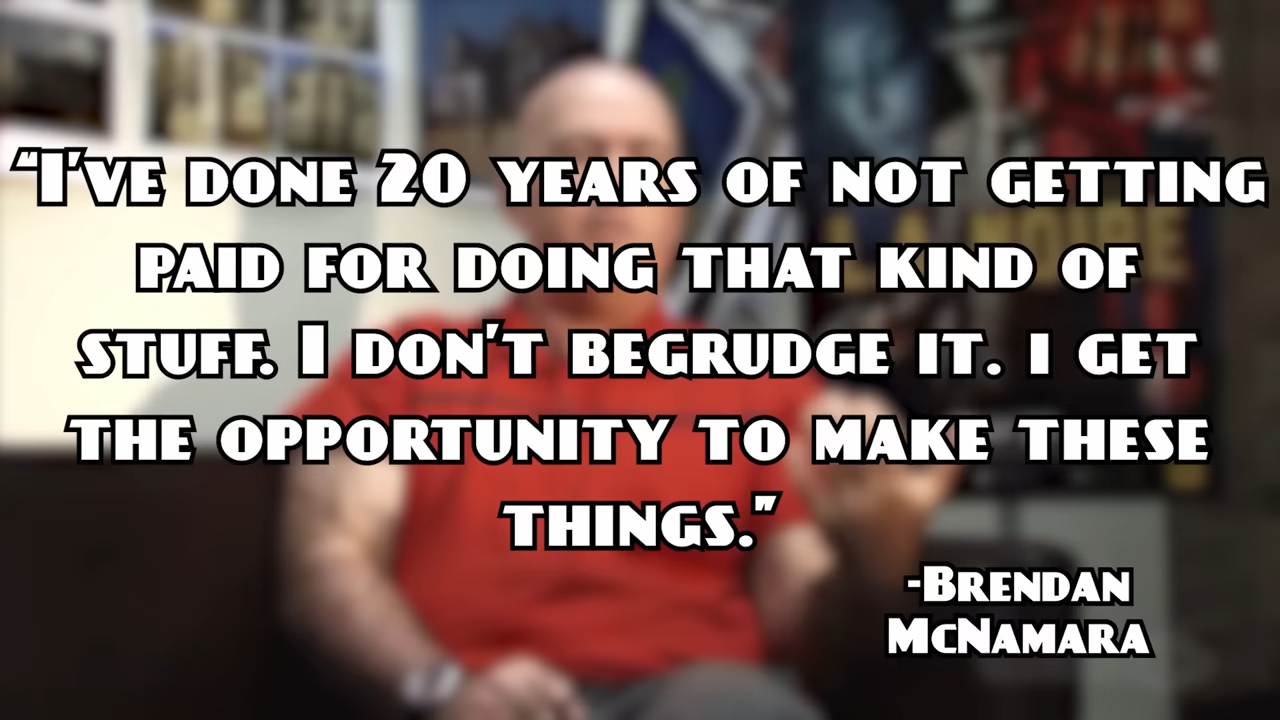 “I've done 20 years of not getting
paid for doing that kind of
stuff. I don't begrudge it. I get
the opportunity to make these
things."
-Brendan
McNamara
L.A. NOIRE